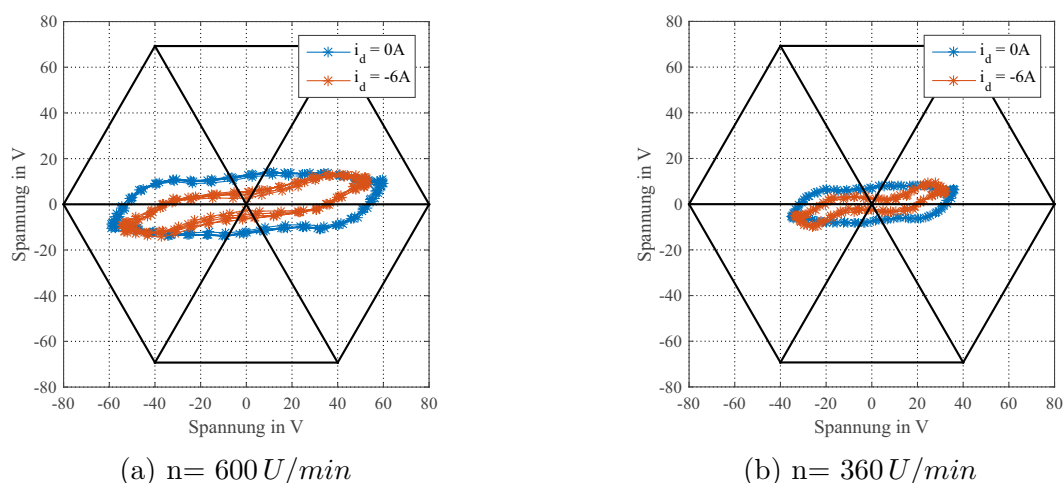 80
60
40
20
0
-20
-40
-60
-80
Spannung in V
-80 -60 -40 -20 0 20 40 60 80
Spannung in V
i_d = 0A
i_d = -6A
(a) n= 600 U/min
80
60
40
20
0
-20
-40
-60
-80
Spannung in V
-80 -60 -40 -20 0 20 40 60 80
Spannung in V
i_d = 0A
i_d = -6A
(b) n= 360 U/min